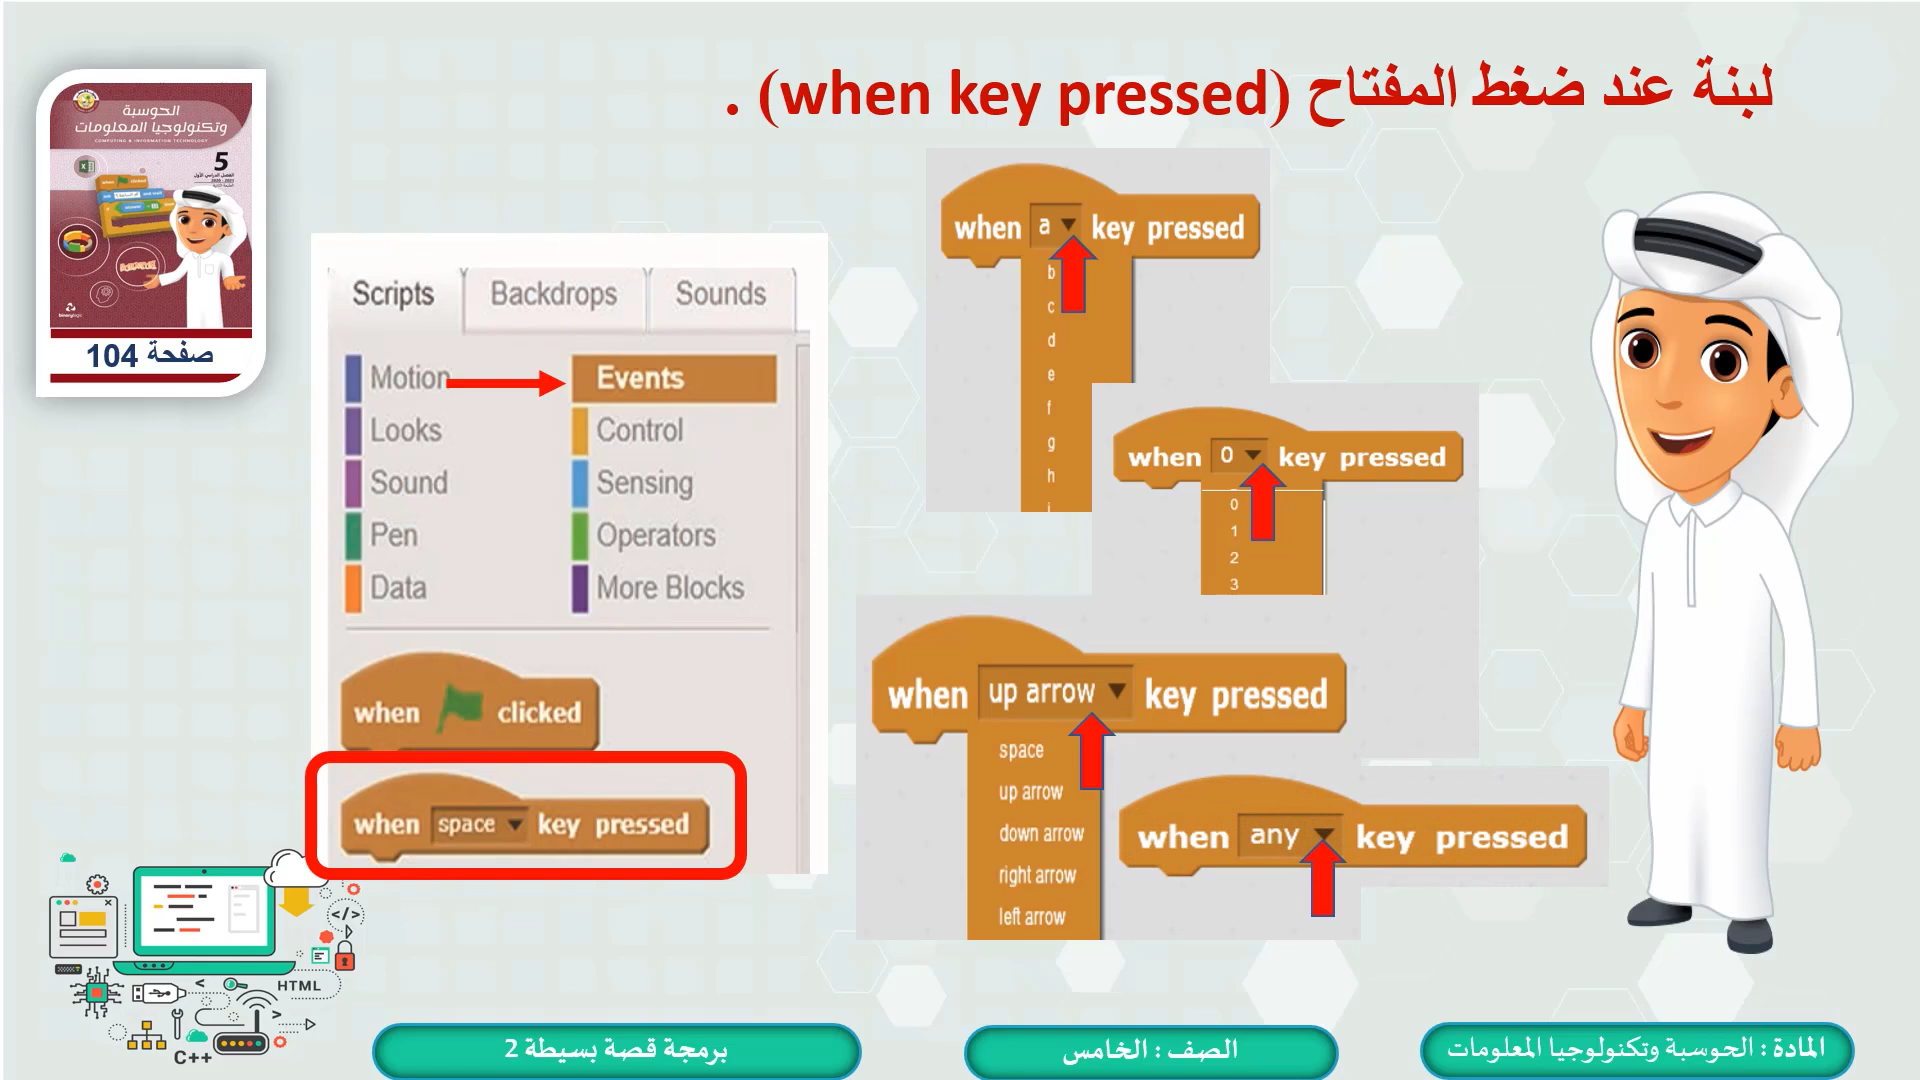 لبنة عند ضغط المفتاح (when key pressed) .
الحوسبة
وتكنولوجيا المعلومات
COMPUTING & INFORMATION TECHNOLOGY
5
صفحة 104
Scripts
Backdrops
Sounds
Motion
Events
Looks
Control
Sound
Sensing
Pen
Operators
Data
More Blocks
when clicked
when space key pressed
when a key pressed
b
c
d
e
f
g
h
i
when 0 key pressed
0
1
2
3
when up arrow key pressed
space
up arrow
down arrow
right arrow
left arrow
when any key pressed
</>
HTML
C++
المادة : الحوسبة وتكنولوجيا المعلومات
الصف : الخامس
برمجة قصة بسيطة 2